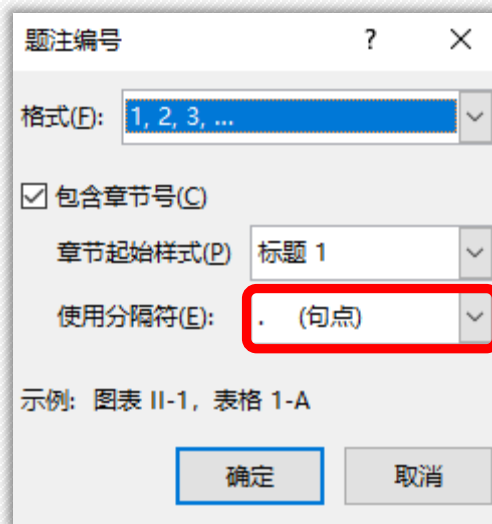 题注编号 ?
格式(F): 1, 2, 3, ...
包含章节号(C)
章节起始样式(P) 标题 1
使用分隔符(E): . (句点)
示例: 图表 II-1, 表格 1-A
确定 取消